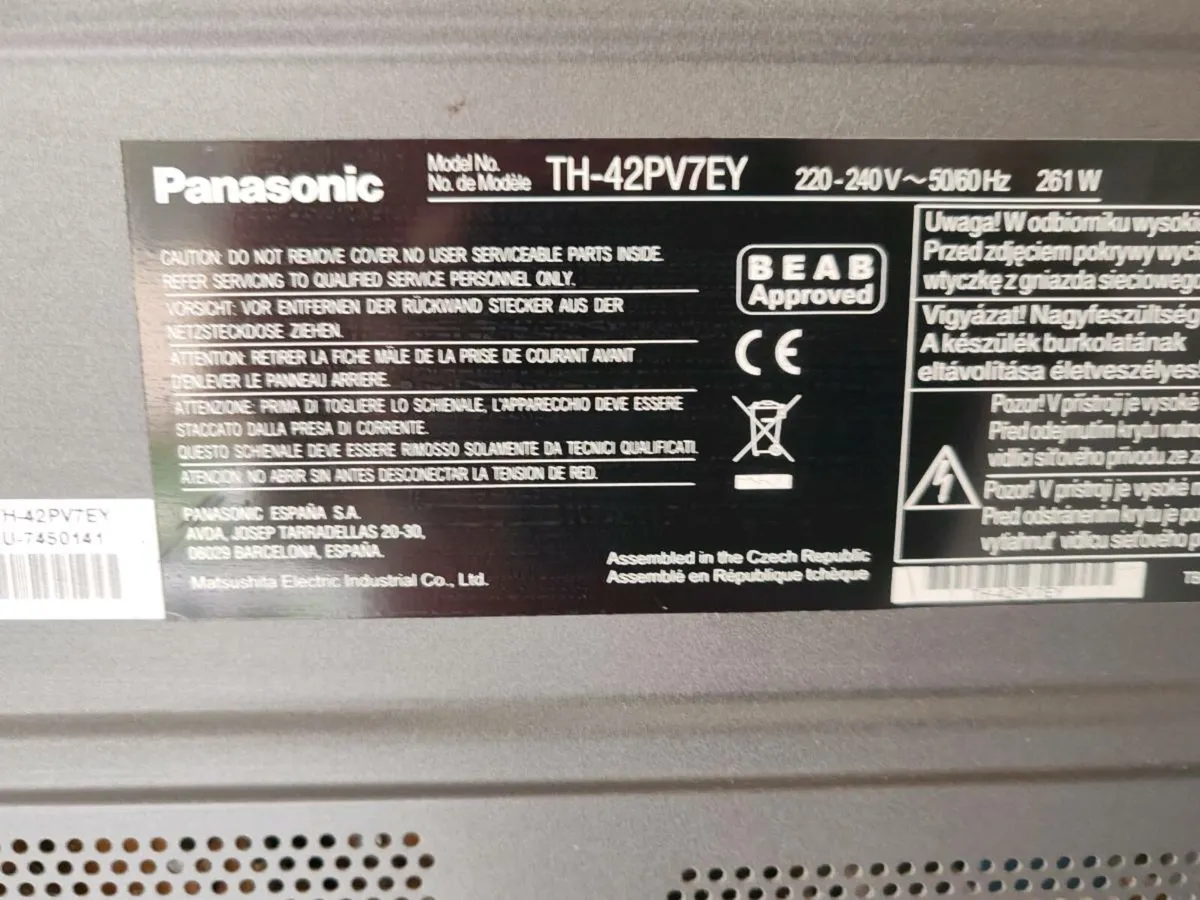 Panasonic
Model No.
No. de Modèle
TH-42PV7EY
220-240V~50/60Hz 261W
CAUTION: DO NOT REMOVE COVER. NO USER SERVICEABLE PARTS INSIDE.
REFER SERVICING TO QUALIFIED SERVICE PERSONNEL ONLY.
VORSICHT: VOR ENTFERNEN DER RÜCKWAND STECKER AUS DER
NETZSTECKDOSE ZIEHEN.
ATTENTION: RETIRER LA FICHE MÂLE DE LA PRISE DE COURANT AVANT
D'ENLEVER LE PANNEAU ARRIERE.
ATTENZIONE: PRIMA DI TOGLIERE LO SCHIENALE, L'APPARECCHIO DEVE ESSERE
STACCATO DALLA PRESA DI CORRENTE.
QUESTO SCHIENALE DEVE ESSERE RIMOSSO SOLAMENTE DA TECNICI QUALIFICATI.
ATENCION: NO ABRIR SIN ANTES DESCONECTAR LA TENSION DE RED.
PANASONIC ESPAÑA S.A.
AVDA, JOSEP TARRADELLAS 20-30,
08029 BARCELONA, ESPAÑA.
Matsushita Electric Industrial Co., Ltd.
BEAB
Approved
CE
Assembled in the Czech Republic
Assemblé en République tchèque
Uwaga! W odbiorniku wysoki
Przed zdjęciem pokrywy wyci
wtyczkę z gniazda sieciowego
Vigyázat! Nagyfeszültség
A készülék burkolatának
eltávolítása életveszélyes!
Pozor! V přístroji je vysoké
Před odejmutím krytu nutno
vidlici síťového přívodu ze z
Pozor! V prístroji je vysoké n
Pred odstránením krytu je po
vytiahnuť vidlicu sieťového p
TH-42PV7EY
TH-42PV7EY
U-7450141